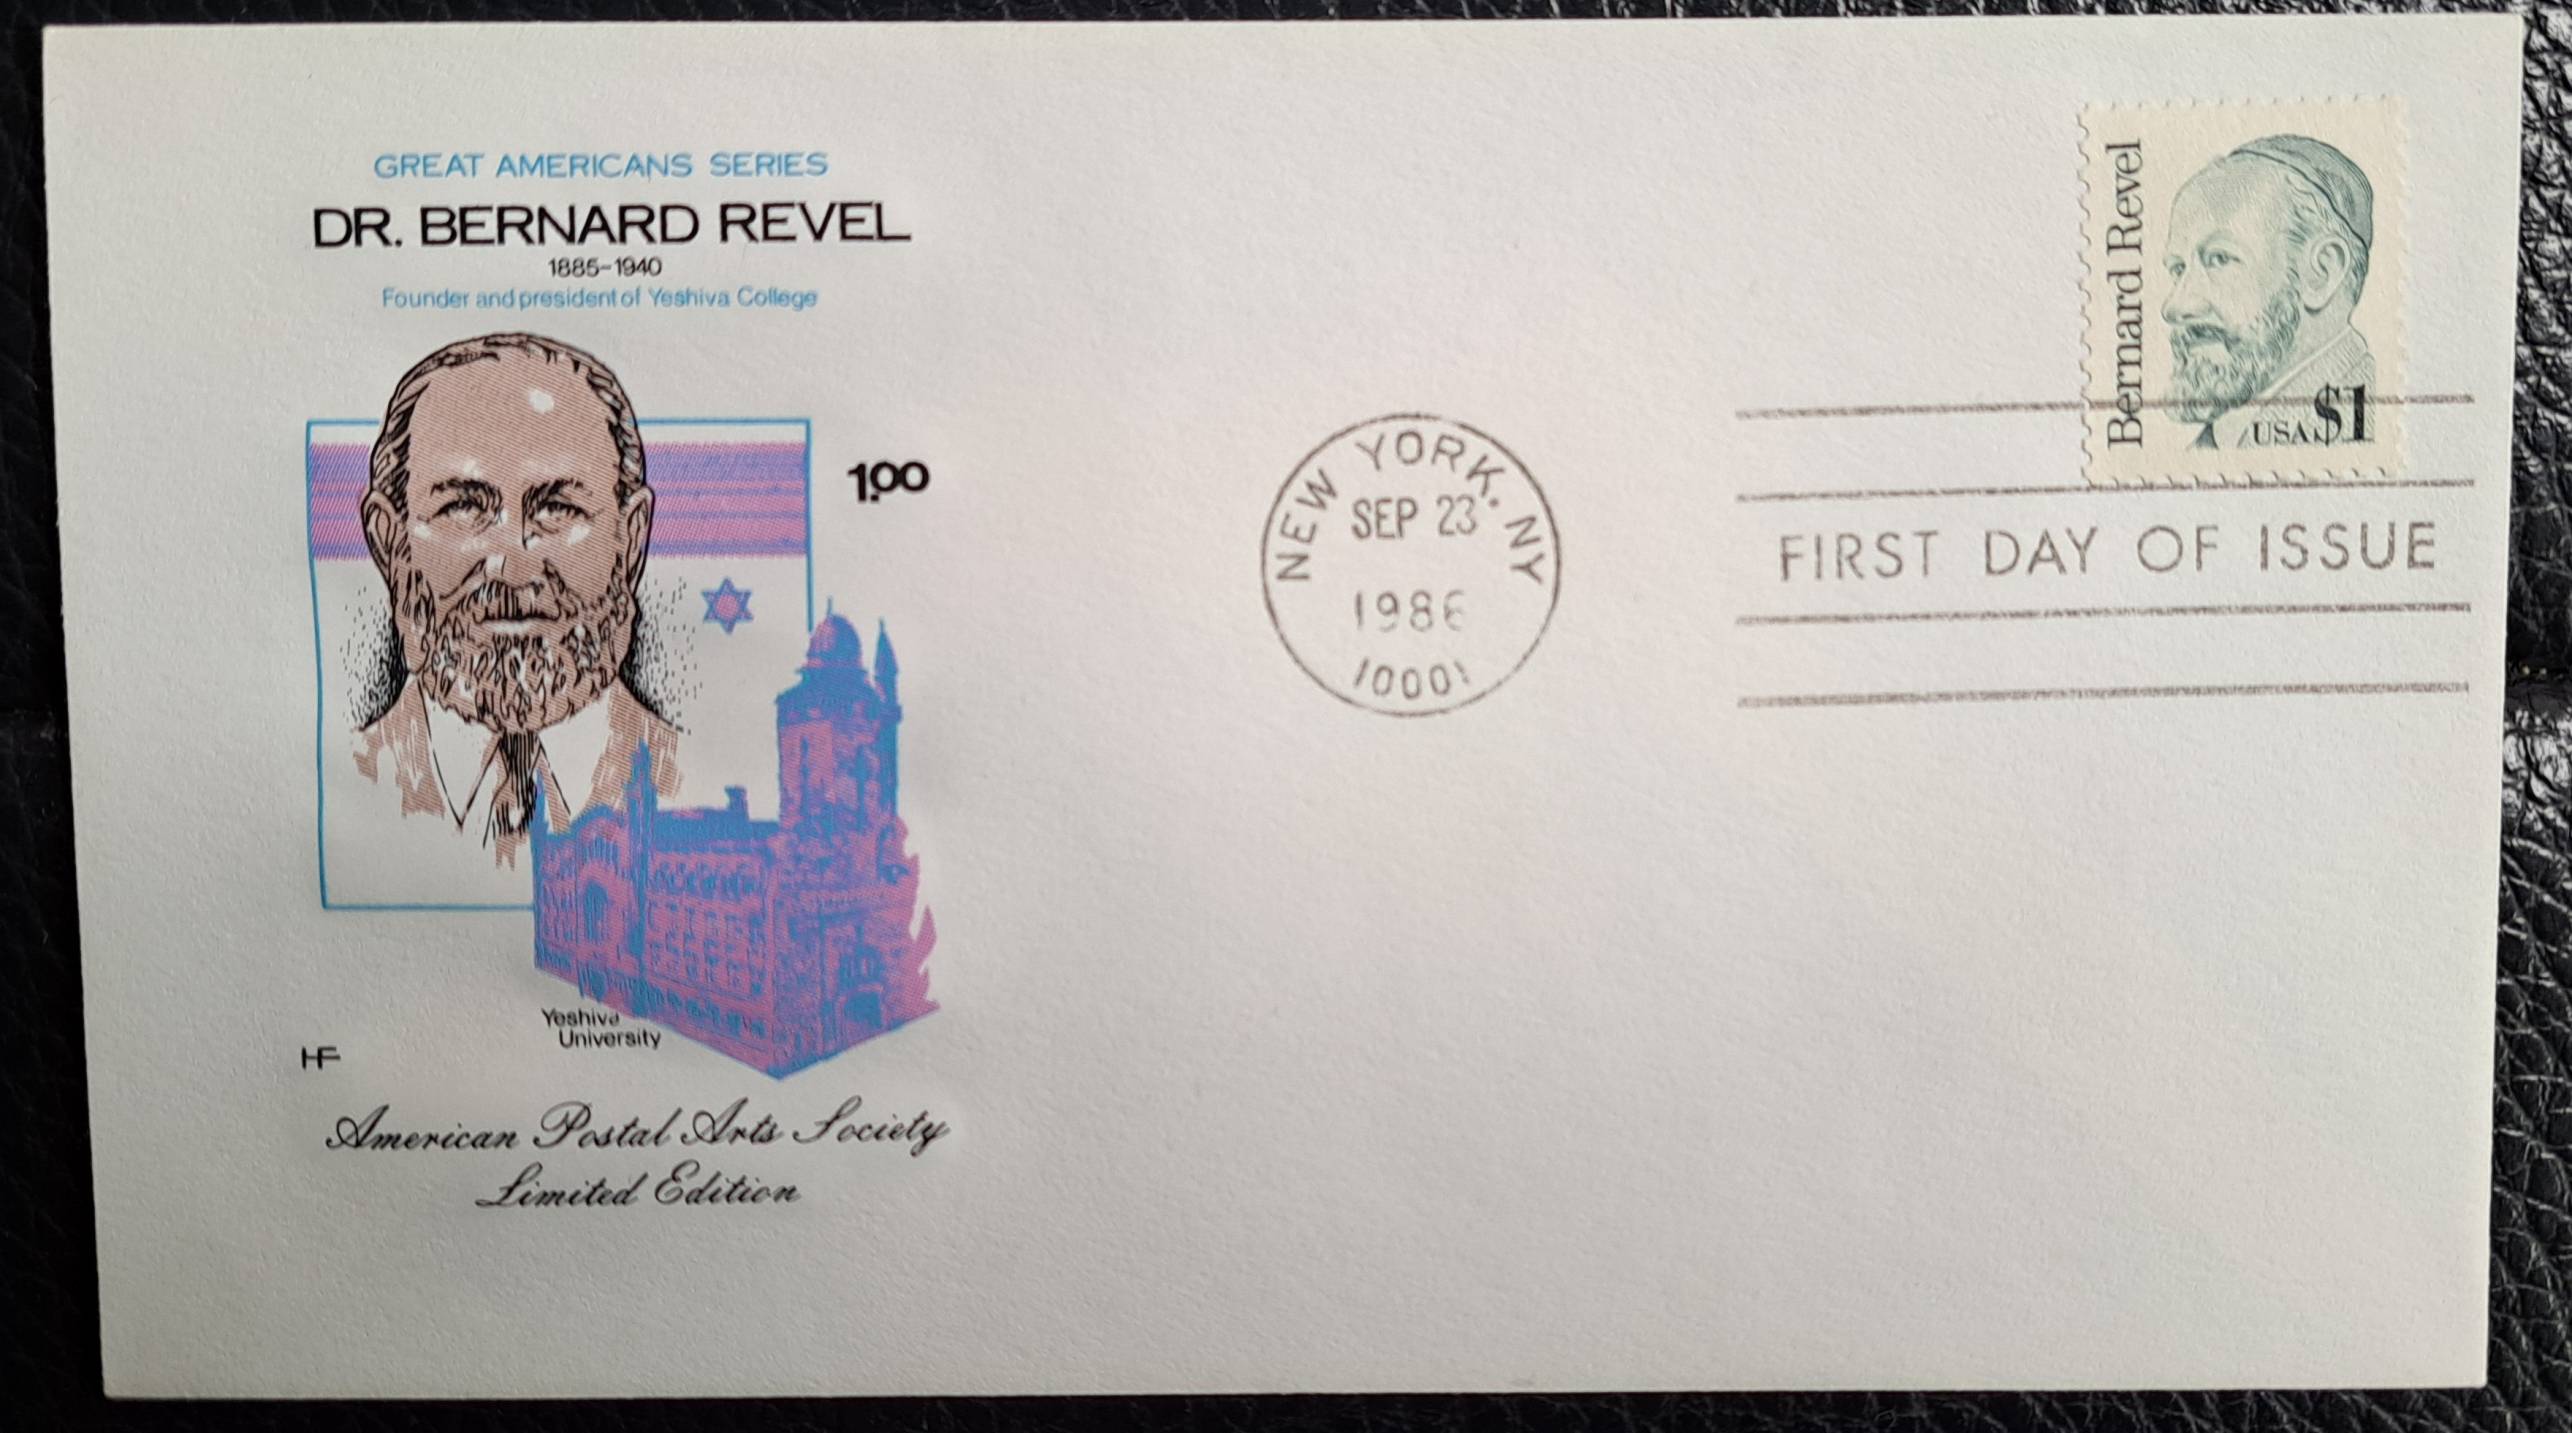 GREAT AMERICANS SERIES
DR. BERNARD REVEL
1885-1940
Founder and president of Yeshiva College
1.00
Yeshiva
University
HF
American Postal Arts Society
Limited Edition
NEW YORK, NY
SEP 23
1986
10001
Bernard Revel
USA $1
FIRST DAY OF ISSUE